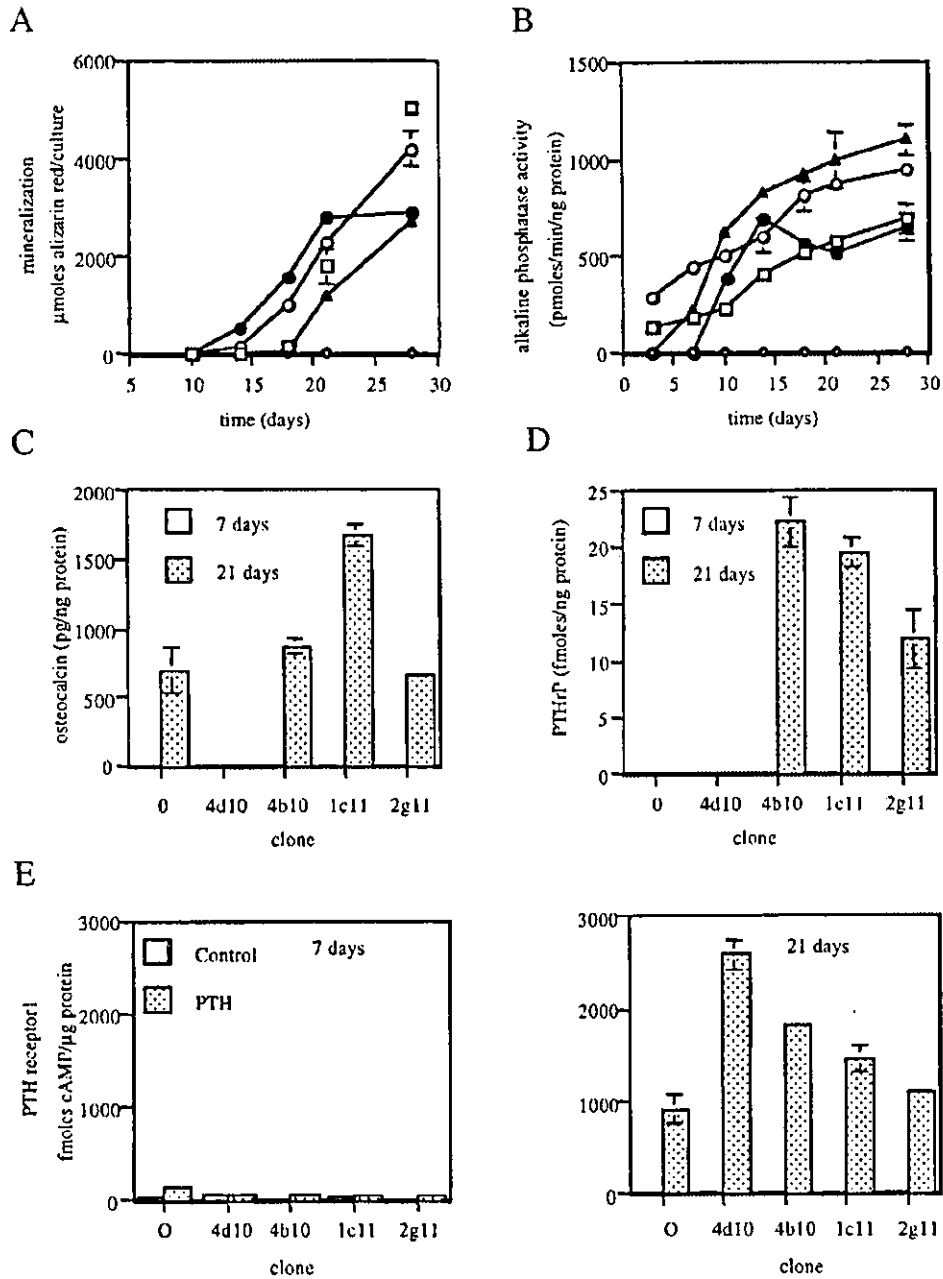 A
mineralization
µmoles alizarin red/culture
6000
4000
2000
0
5 10 15 20 25 30
time (days)
B
alkaline phosphatase activity
(pmoles/min/ng protein)
1500
1000
500
0
0 5 10 15 20 25 30
time (days)
C
osteocalcin (pg/ng protein)
2000
1500
1000
500
0
7 days
21 days
0 4d10 4b10 1c11 2g11
clone
D
PTHrP (fmoles/ng protein)
25
20
15
10
5
0
7 days
21 days
0 4d10 4b10 1c11 2g11
clone
E
PTH receptor1
fmoles cAMP/µg protein
3000
2000
1000
0
Control
PTH
7 days
O 4d10 4b10 1c11 2g11
clone
3000
2000
1000
0
21 days
O 4d10 4b10 1c11 2g11
clone